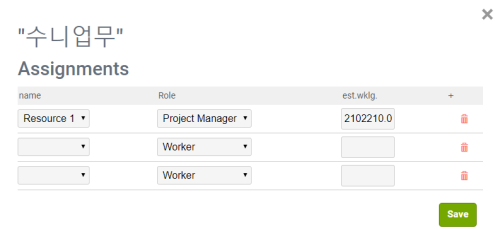 "수니업무"
Assignments
name Role est.wklg. +
Resource 1 Project Manager 2102210.0
Worker
Worker
Save